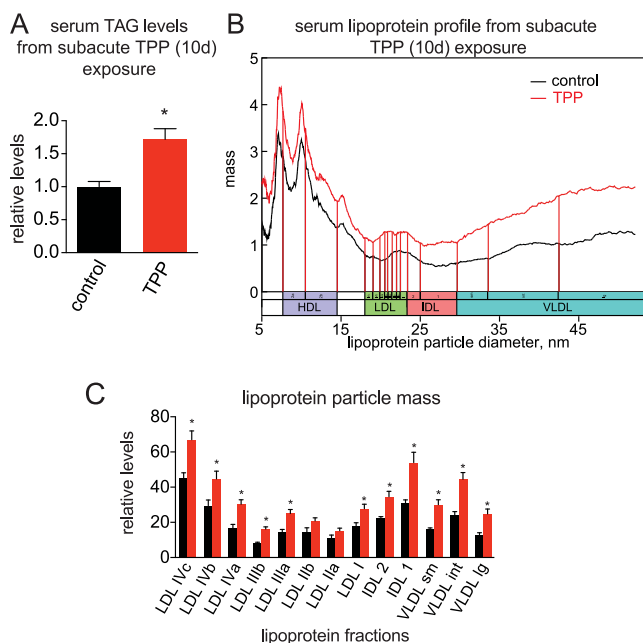 A
serum TAG levels
from subacute TPP (10d)
exposure
*
2.0
1.5
1.0
0.5
0.0
relative levels
control
TPP
B
serum lipoprotein profile from subacute
TPP (10d) exposure
5
4
3
2
1
0
mass
control
TPP
HDL
LDL
IDL
VLDL
5
15
25
35
45
lipoprotein particle diameter, nm
C
lipoprotein particle mass
80
60
40
20
0
relative levels
* * * * * * * * * * *
LDL IVc
LDL IVb
LDL IVa
LDL IIIb
LDL IIIa
LDL IIb
LDL IIa
LDL I
IDL 2
IDL 1
VLDL sm
VLDL int
VLDL lg
lipoprotein fractions